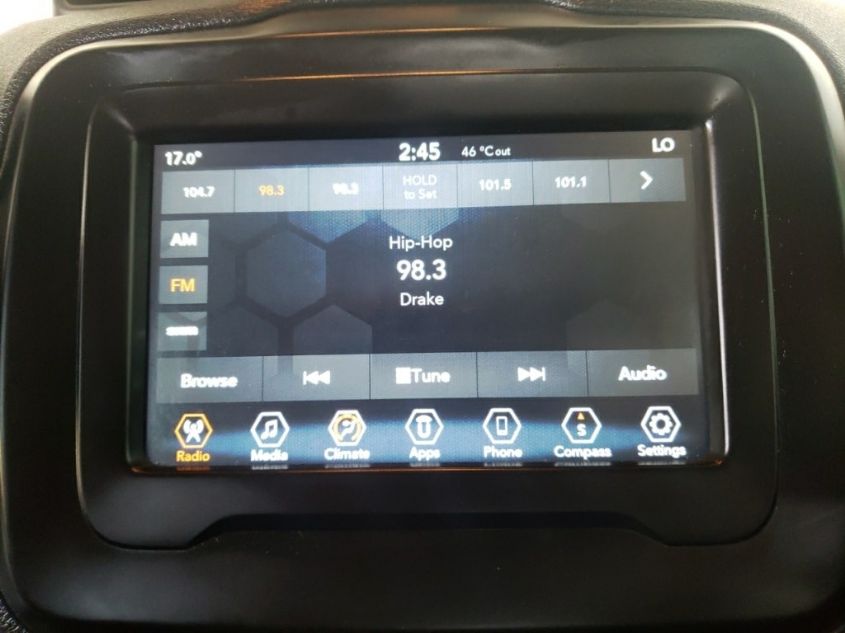 17.0° 2:45 46 °C out LO
104.7 98.3 98.3 HOLD to Set 101.5 101.1
AM
Hip-Hop
98.3
FM
Drake
Browse Tune Audio
Radio Media Climate Apps Phone S Compass Settings